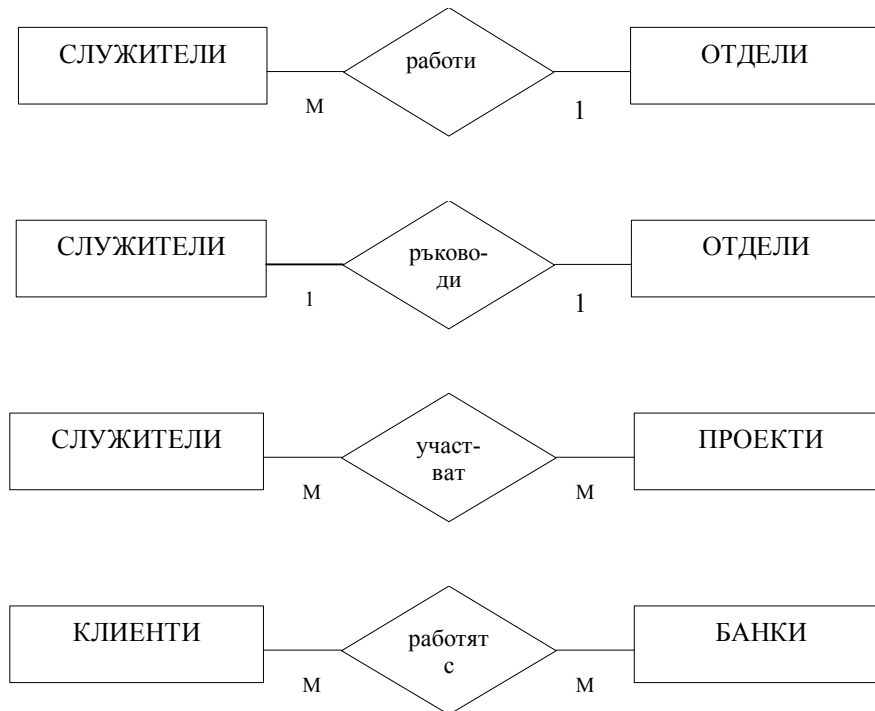 СЛУЖИТЕЛИ
работи
ОТДЕЛИ
М
1
СЛУЖИТЕЛИ
ръково-
ди
ОТДЕЛИ
1
1
СЛУЖИТЕЛИ
участ-
ват
ПРОЕКТИ
М
М
КЛИЕНТИ
работят
с
БАНКИ
М
М